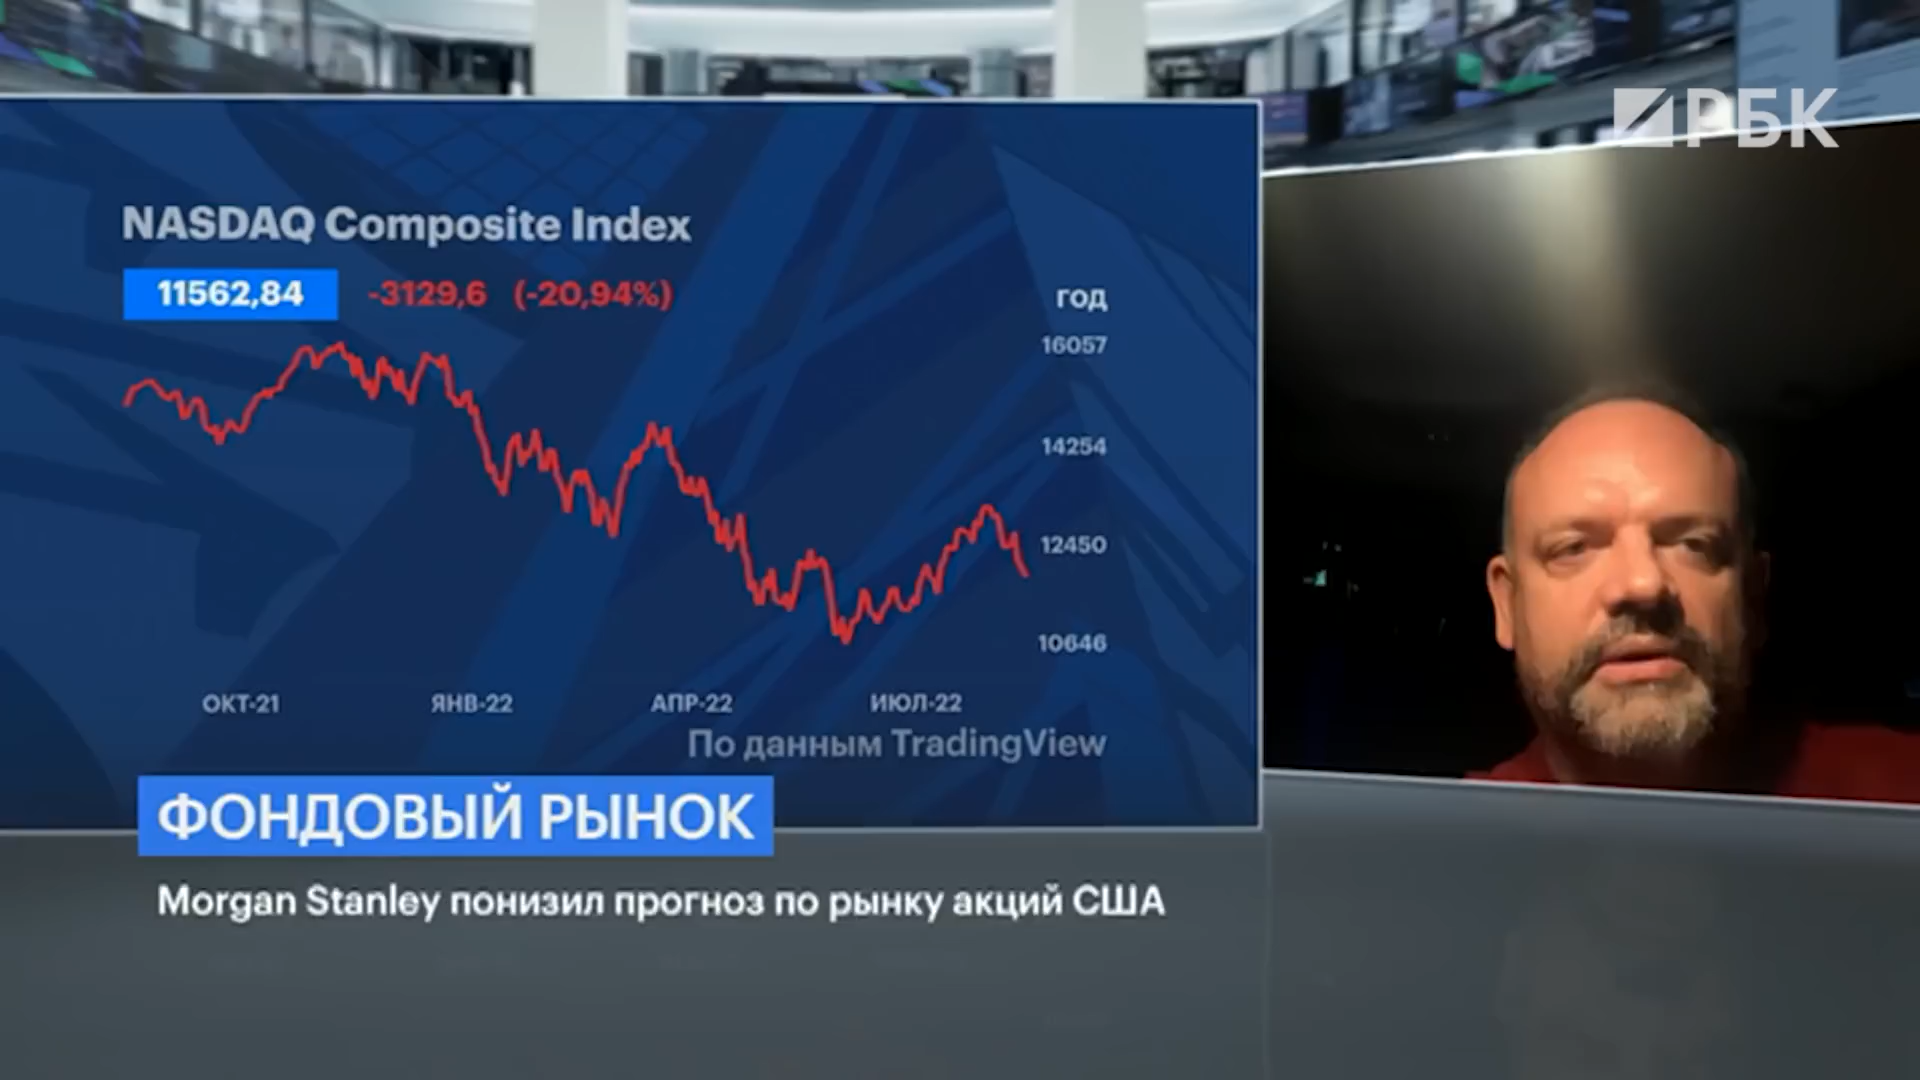 РБК
NASDAQ Composite Index
11562,84 -3129,6 (-20,94%)
ГОД
16057
14254
12450
10646
ОКТ-21 ЯНВ-22 АПР-22 ИЮЛ-22
По данным TradingView
ФОНДОВЫЙ РЫНОК
Morgan Stanley понизил прогноз по рынку акций США